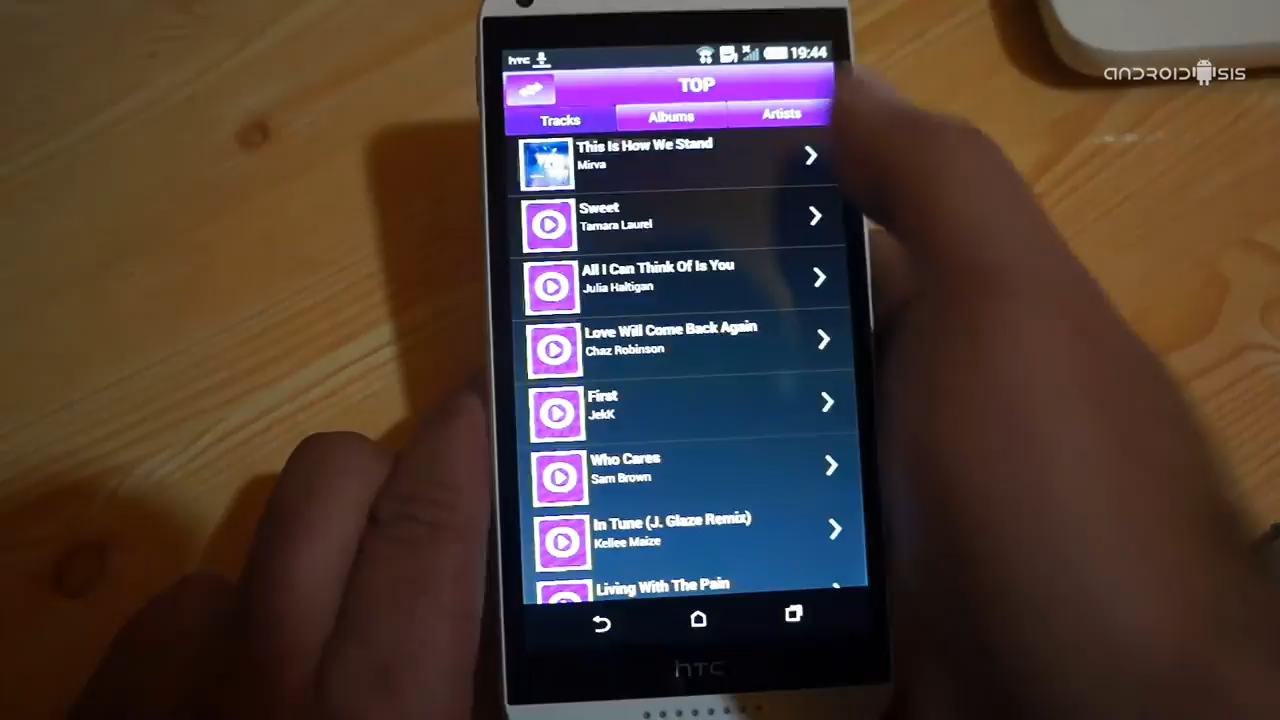 htc
19:44
ANDROIDSIS
TOP
Tracks
Albums
Artists
This Is How We Stand
Mirva
Sweet
Tamara Laurel
All I Can Think Of Is You
Julia Haltigan
Love Will Come Back Again
Chaz Robinson
First
JekK
Who Cares
Sam Brown
In Tune (J. Glaze Remix)
Kellee Maize
Living With The Pain
hTC